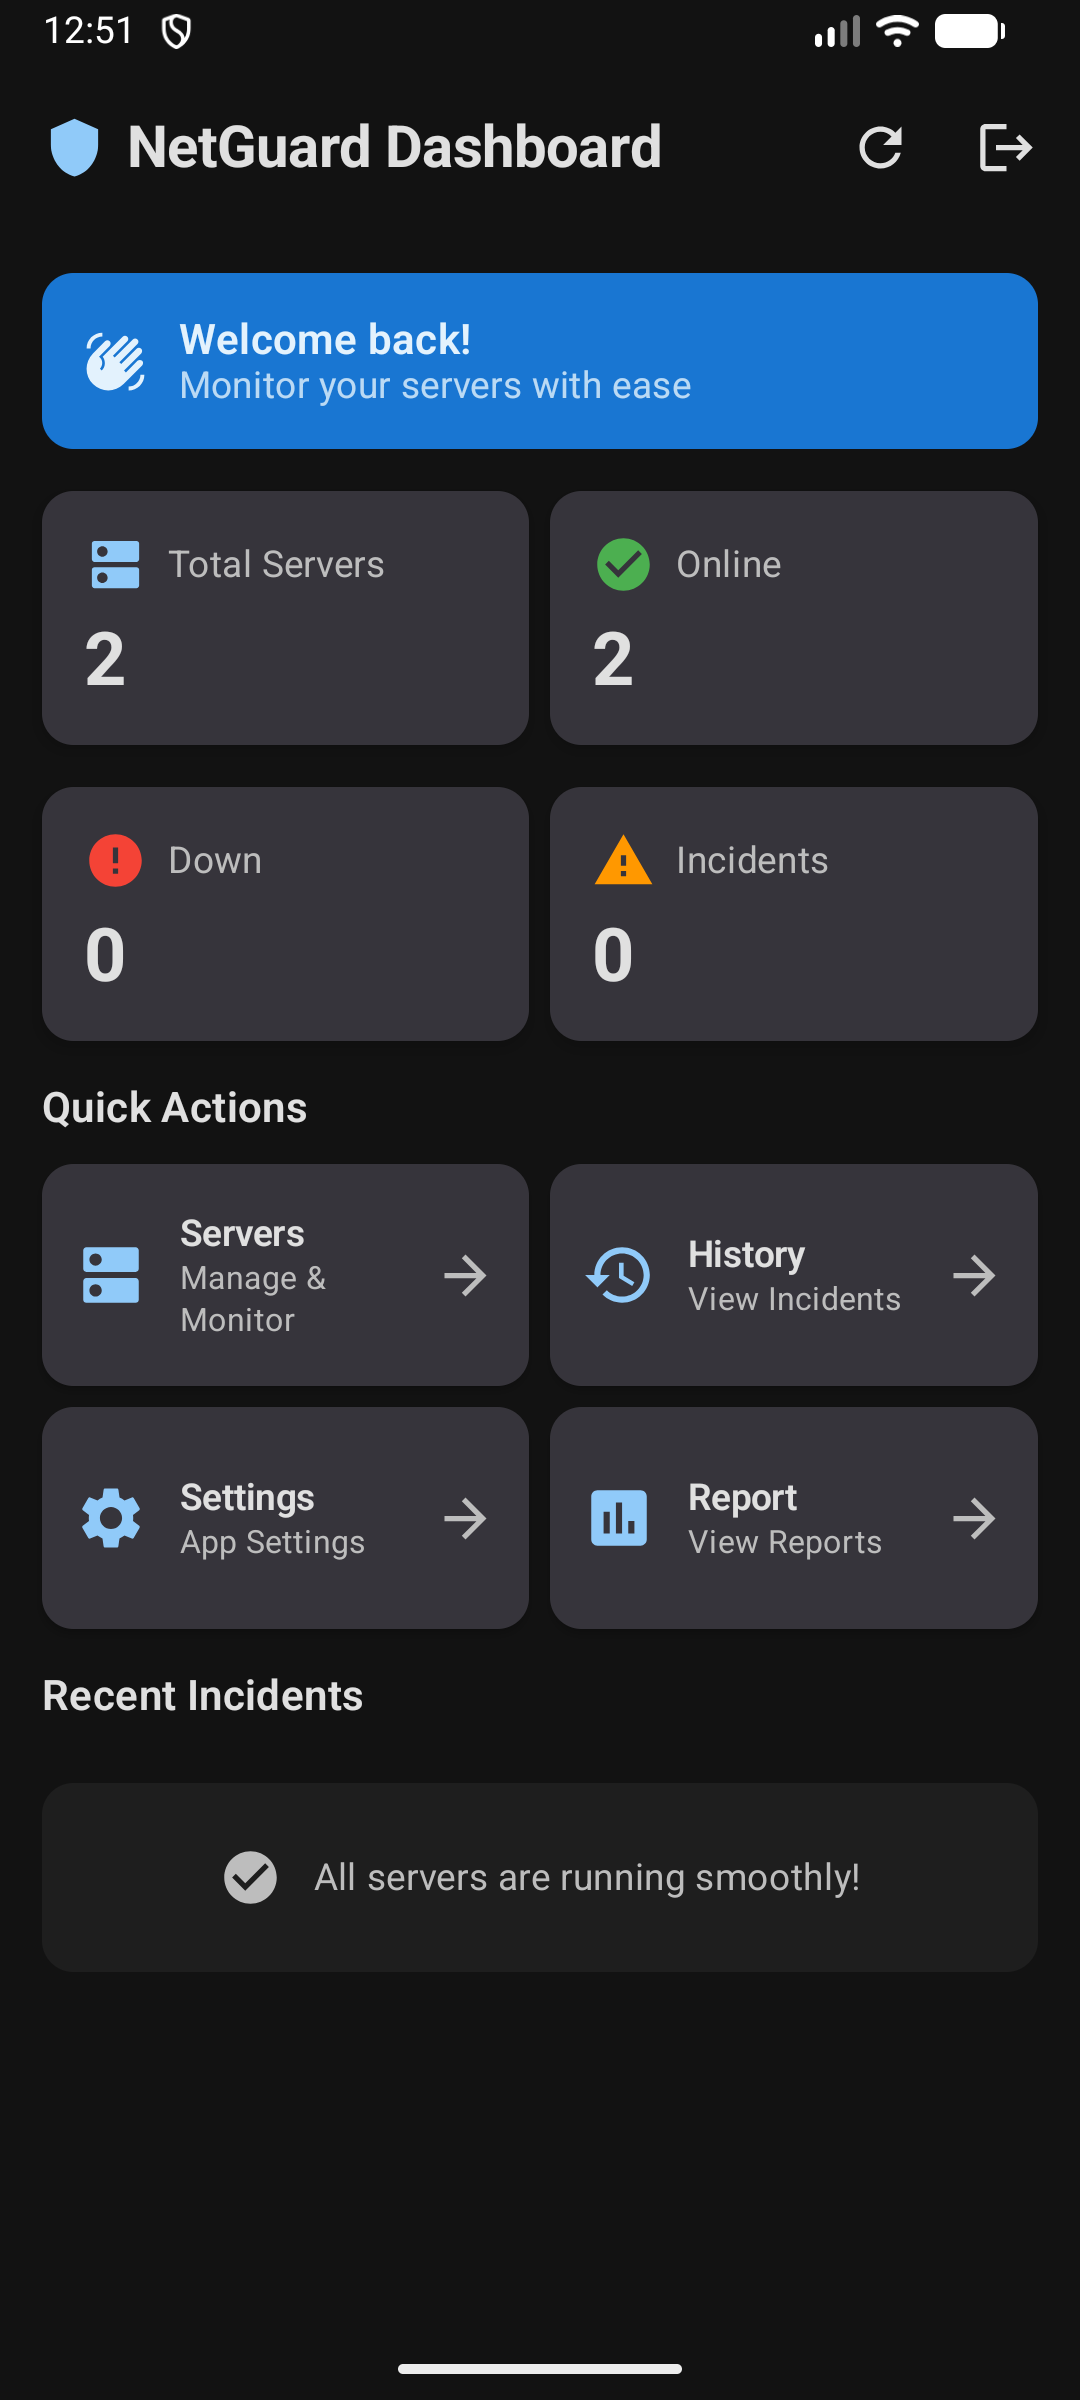 12:51
NetGuard Dashboard
Welcome back!
Monitor your servers with ease
Total Servers
2
Online
2
Down
0
Incidents
0
Quick Actions
Servers
Manage &
Monitor
History
View Incidents
Settings
App Settings
Report
View Reports
Recent Incidents
All servers are running smoothly!